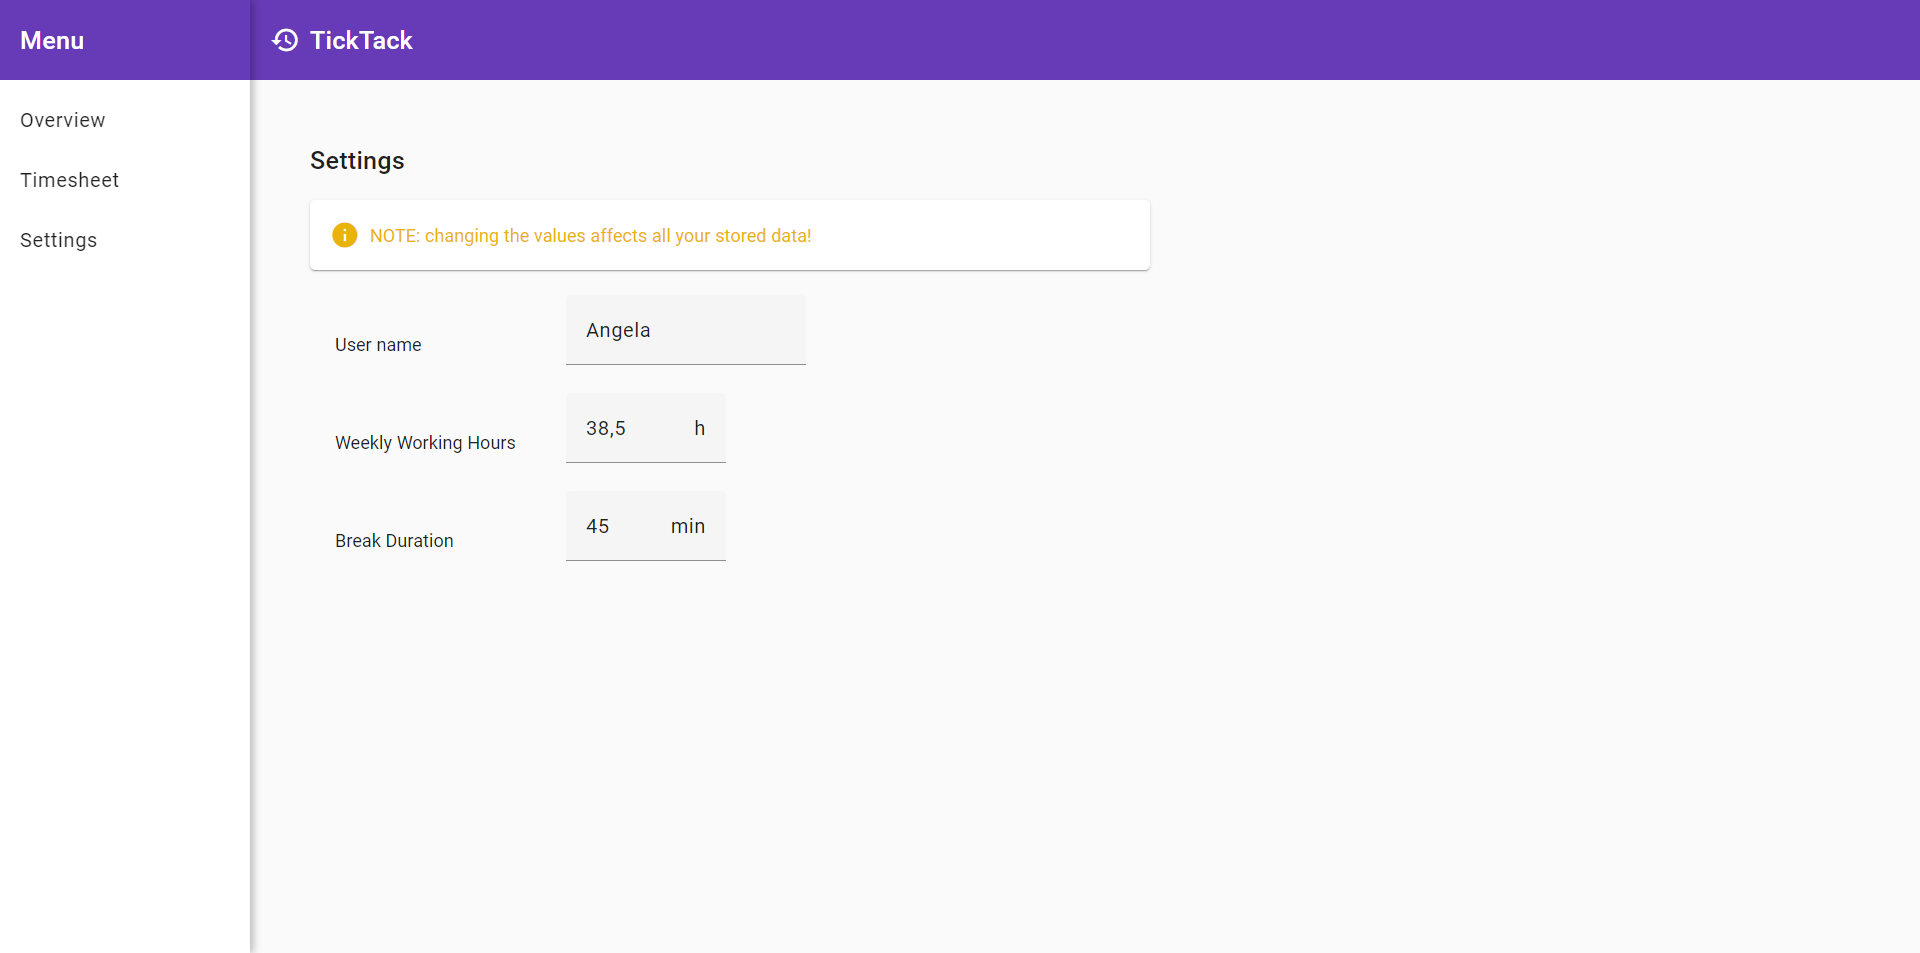 Menu
TickTack
Overview
Timesheet
Settings
Settings
NOTE: changing the values affects all your stored data!
User name
Angela
Weekly Working Hours
38,5 h
Break Duration
45 min